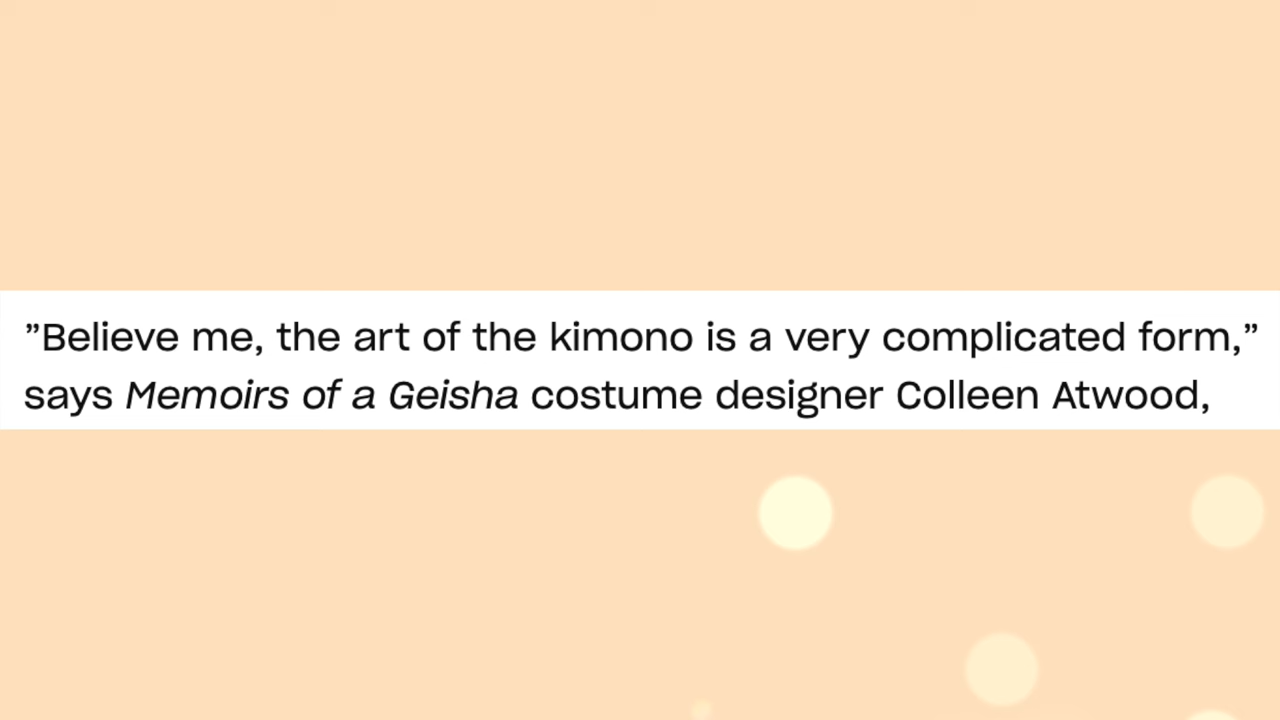 ”Believe me, the art of the kimono is a very complicated form,”
says Memoirs of a Geisha costume designer Colleen Atwood,